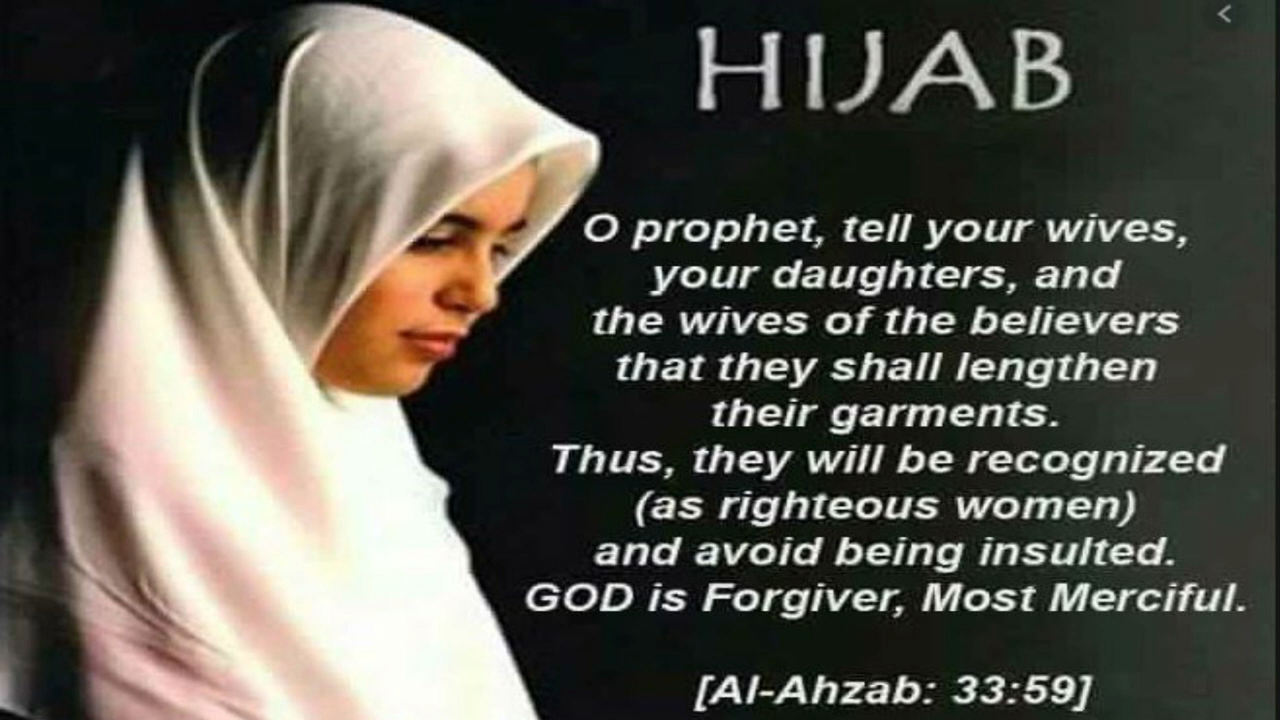 HIJAB
O prophet, tell your wives,
your daughters, and
the wives of the believers
that they shall lengthen
their garments.
Thus, they will be recognized
(as righteous women)
and avoid being insulted.
GOD is Forgiver, Most Merciful.
[Al-Ahzab: 33:59]